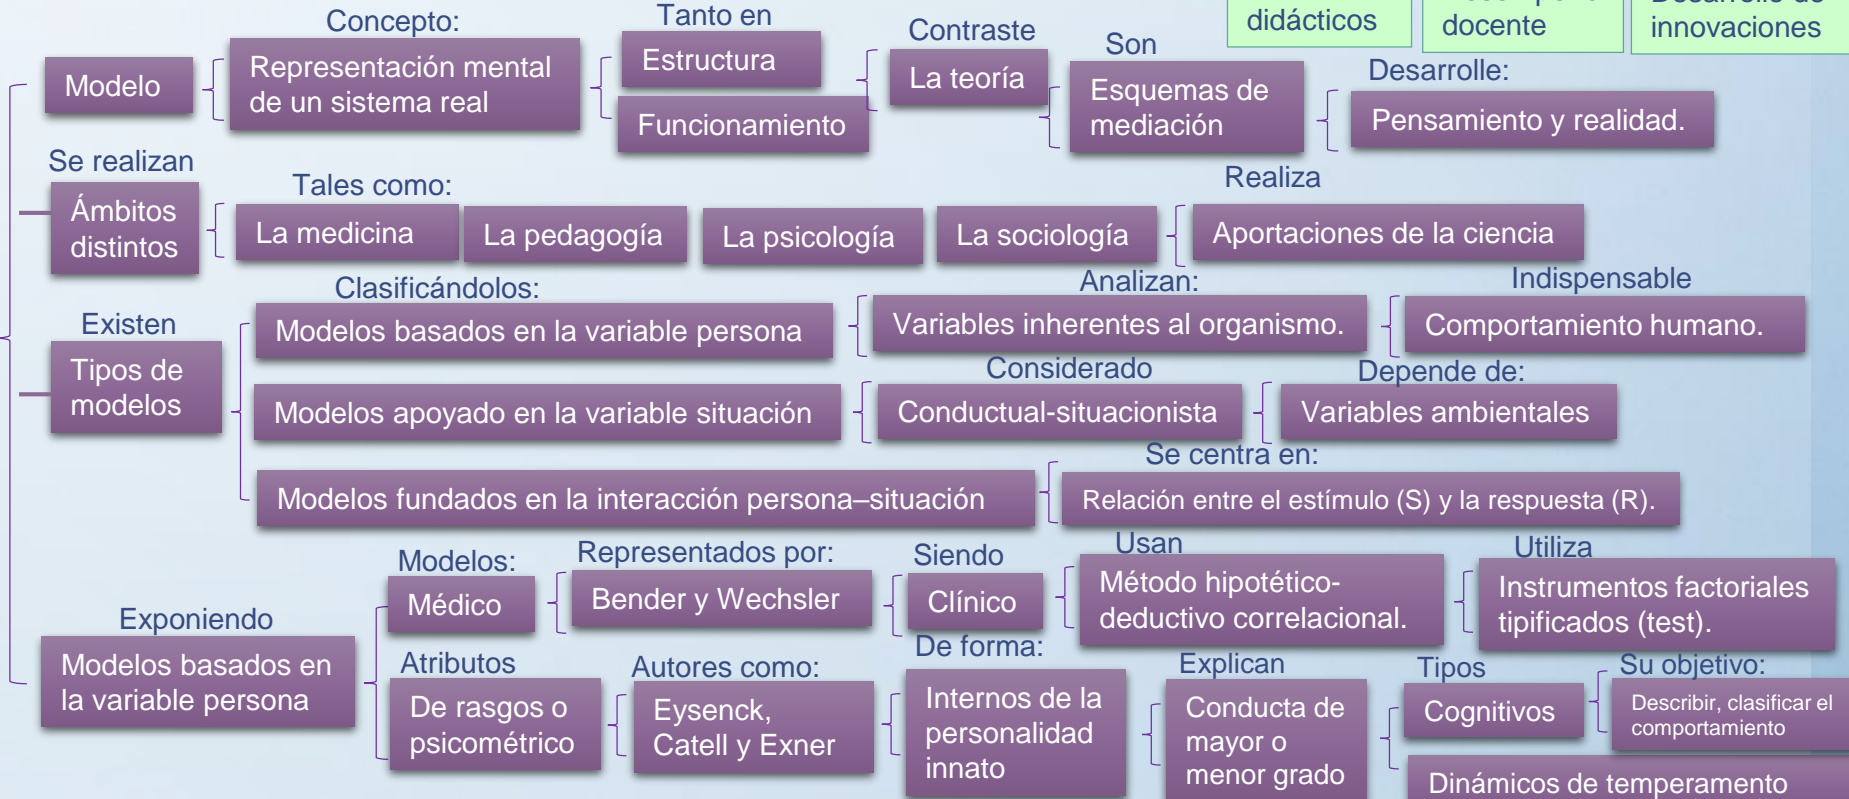 didácticos
docente
innovaciones
Concepto:
Tanto en
Contraste
Son
Desarrolle:
Modelo
Representación mental
de un sistema real
Estructura
Funcionamiento
La teoría
Esquemas de
mediación
Pensamiento y realidad.
Se realizan
Tales como:
Realiza
Ámbitos
distintos
La medicina
La pedagogía
La psicología
La sociología
Aportaciones de la ciencia
Existen
Clasificándolos:
Analizan:
Indispensable
Tipos de
modelos
Modelos basados en la variable persona
Variables inherentes al organismo.
Comportamiento humano.
Considerado
Depende de:
Modelos apoyado en la variable situación
Conductual-situacionista
Variables ambientales
Se centra en:
Modelos fundados en la interacción persona–situación
Relación entre el estímulo (S) y la respuesta (R).
Exponiendo
Modelos basados en
la variable persona
Modelos:
Representados por:
Siendo
Usan
Utiliza
Médico
Bender y Wechsler
Clínico
Método hipotético-
deductivo correlacional.
Instrumentos factoriales
tipificados (test).
Atributos
Autores como:
De forma:
Explican
Tipos
Su objetivo:
De rasgos o
psicométrico
Eysenck,
Catell y Exner
Internos de la
personalidad
innato
Conducta de
mayor o
menor grado
Cognitivos
Describir, clasificar el
comportamiento
Dinámicos de temperamento